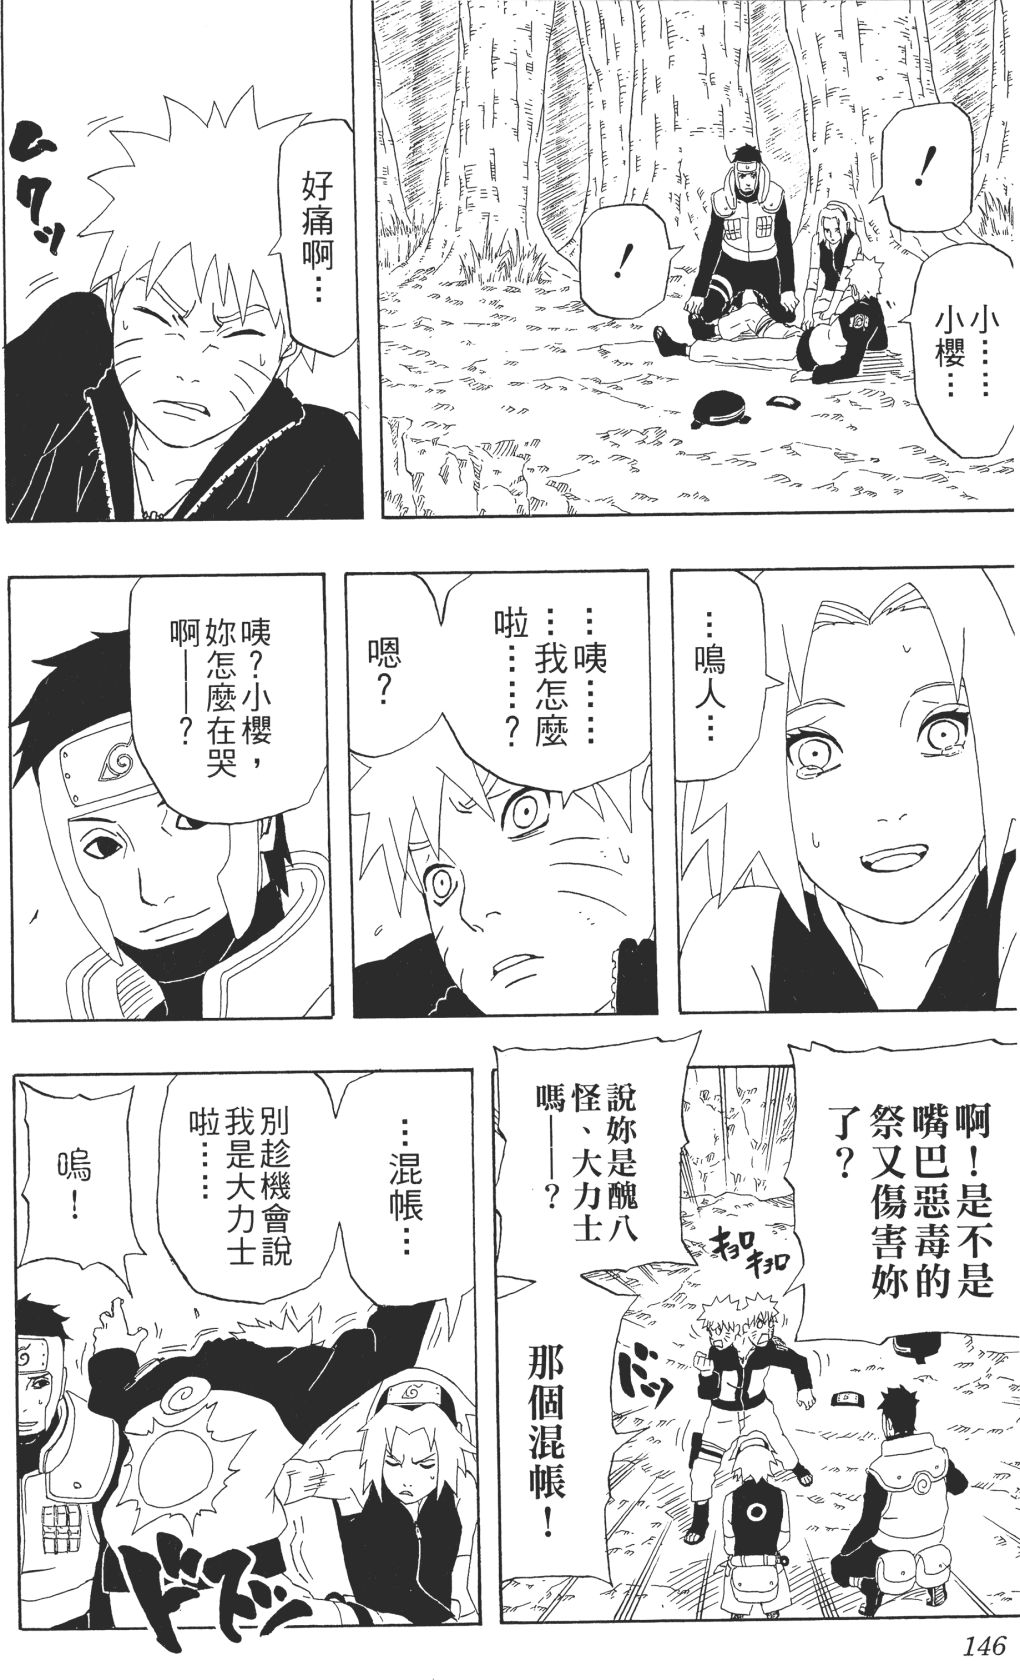 ！
小……
小櫻…
！
好痛啊…
ムクッ
…鳴人…
…咦……
…我怎麼
啦……？
嗯？
咦？小櫻，
妳怎麼在哭
啊——？
啊！是不是
嘴巴惡毒的
祭又傷害妳
了？
說妳是醜八
怪、大力士
嗎——？
キョロ
キョロ
ドッ
那個混帳！
…混帳…
別趁機會說
我是大力士
啦……
嗚！
ドドッ
146